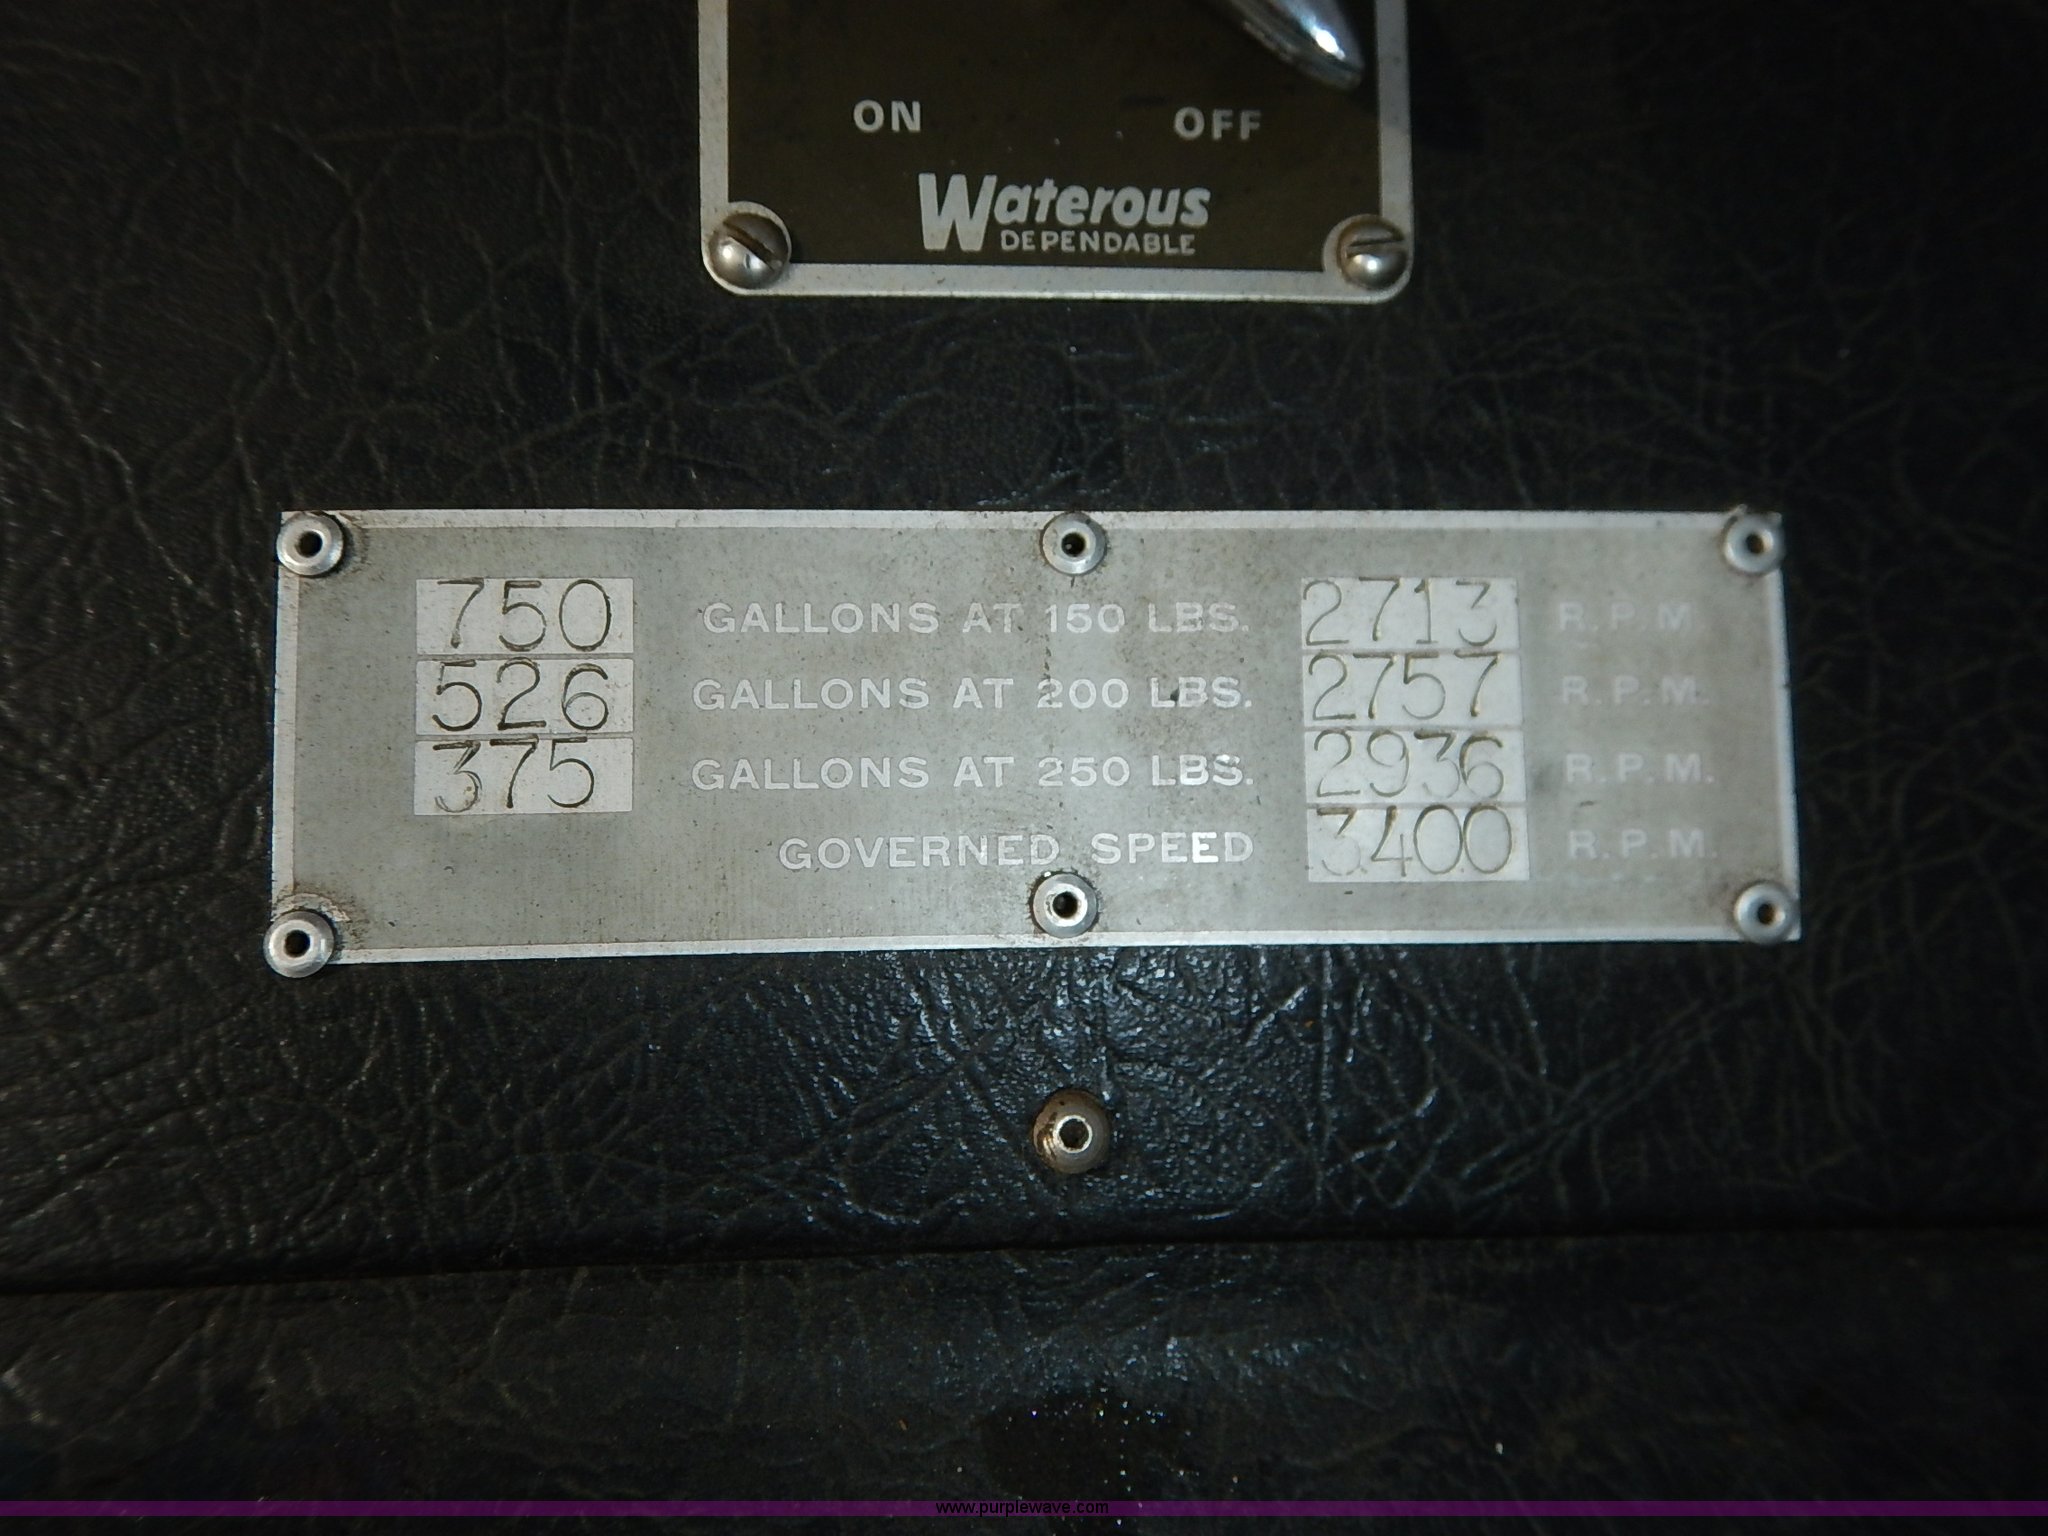 ON OFF
Waterous
DEPENDABLE
750 GALLONS AT 150 LBS. 2713 R.P.M.
526 GALLONS AT 200 LBS. 2757 R.P.M.
375 GALLONS AT 250 LBS. 2936 R.P.M.
GOVERNED SPEED 3400 R.P.M.
www.purplewave.com